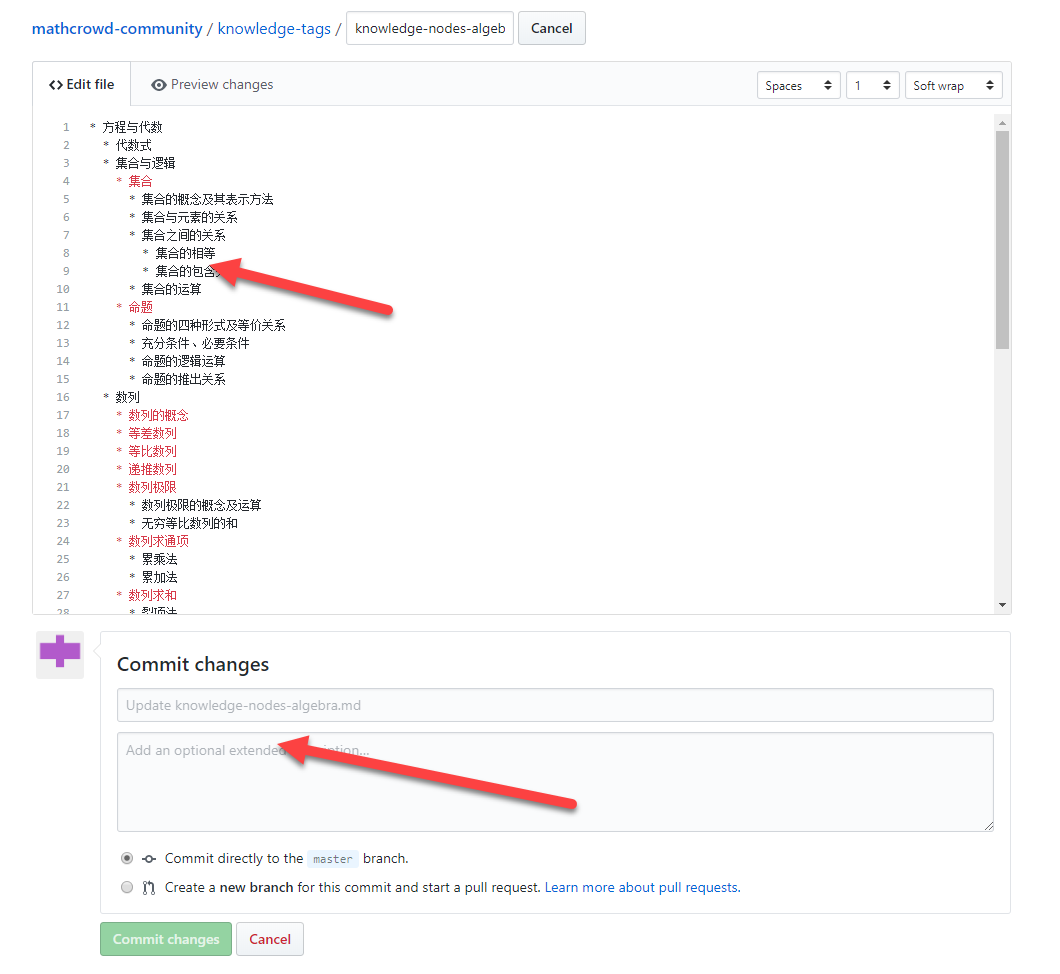 mathcrowd-community / knowledge-tags / knowledge-nodes-algeb Cancel
Edit file Preview changes Spaces 1 Soft wrap
1 * 方程与代数
2 * 代数式
3 * 集合与逻辑
4 * 集合
5 * 集合的概念及其表示方法
6 * 集合与元素的关系
7 * 集合之间的关系
8 * 集合的相等
9 * 集合的包含
10 * 集合的运算
11 * 命题
12 * 命题的四种形式及等价关系
13 * 充分条件、必要条件
14 * 命题的逻辑运算
15 * 命题的推出关系
16 * 数列
17 * 数列的概念
18 * 等差数列
19 * 等比数列
20 * 递推数列
21 * 数列极限
22 * 数列极限的概念及运算
23 * 无穷等比数列的和
24 * 数列求通项
25 * 累乘法
26 * 累加法
27 * 数列求和
28 * 裂项法
Commit changes
Update knowledge-nodes-algebra.md
Add an optional extended
Commit directly to the master branch.
Create a new branch for this commit and start a pull request. Learn more about pull requests.
Commit changes Cancel